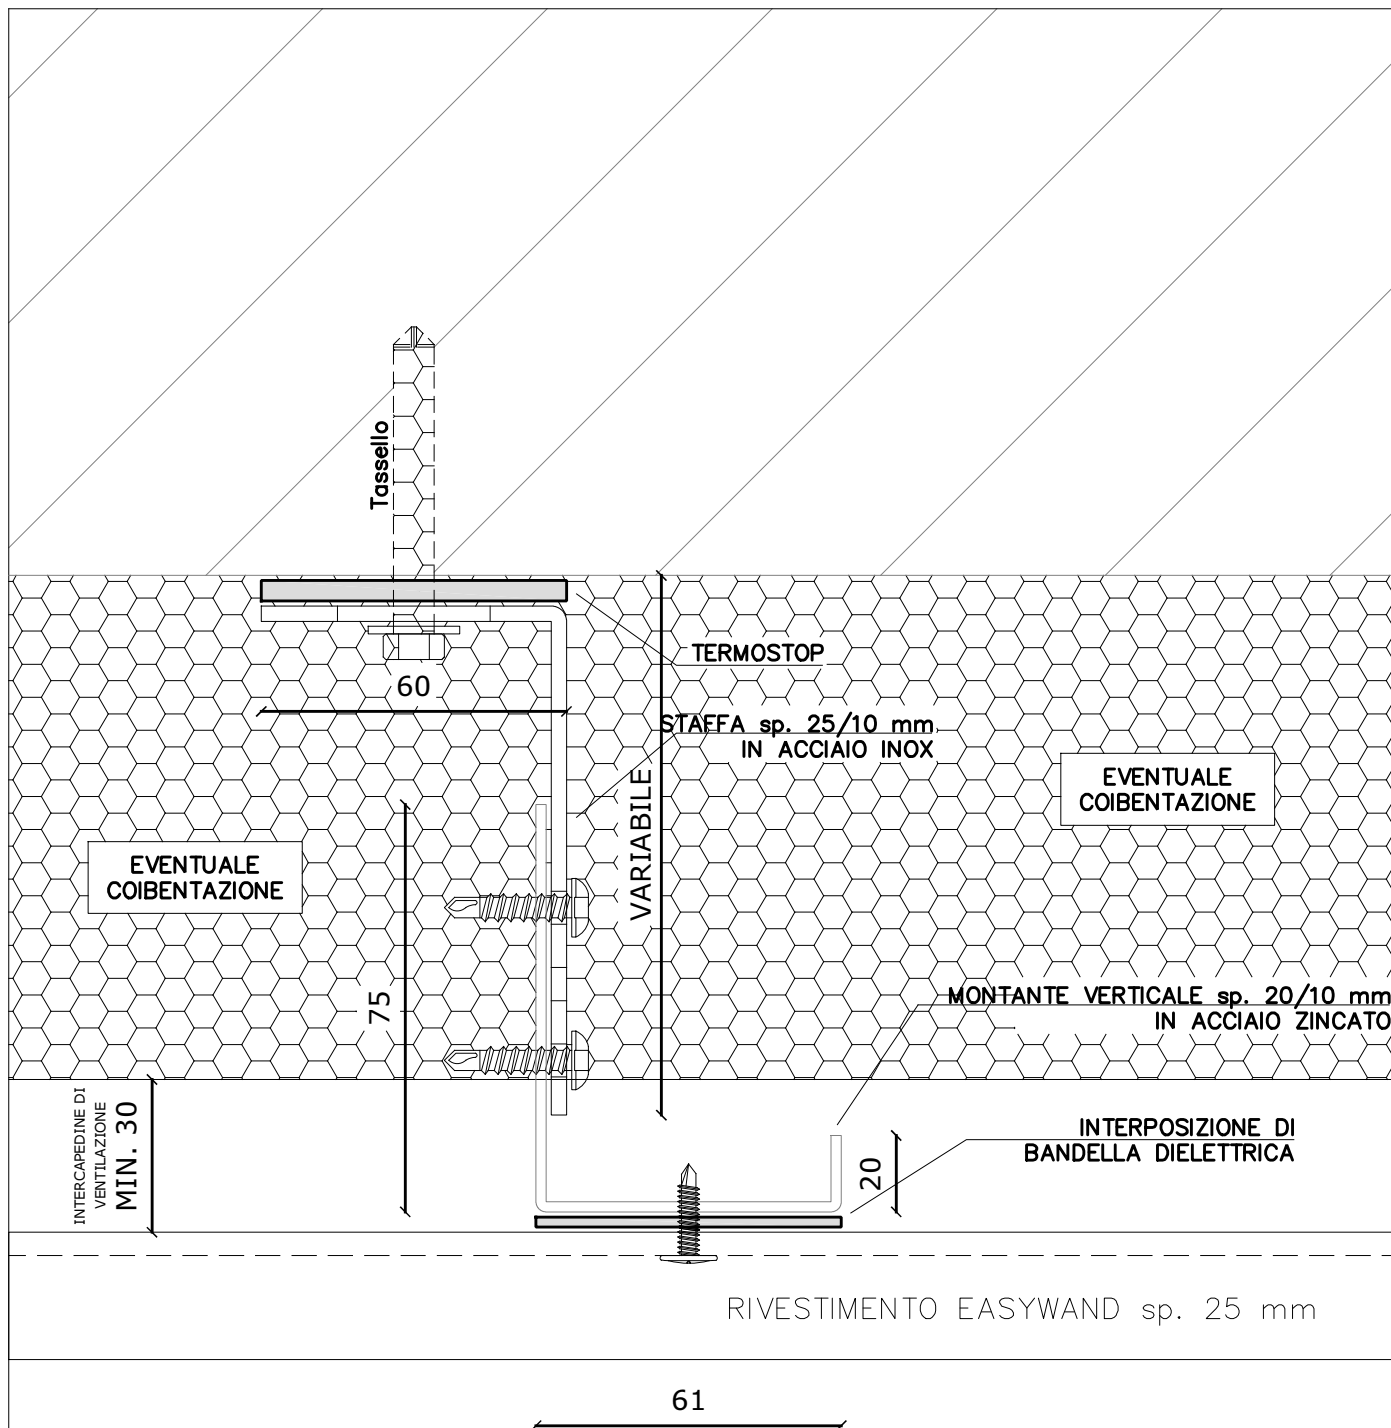 Tassello
TERMOSTOP
60
STAFFA sp. 25/10 mm
IN ACCIAIO INOX
VARIABILE
EVENTUALE
COIBENTAZIONE
EVENTUALE
COIBENTAZIONE
75
MONTANTE VERTICALE sp. 20/10 mm
IN ACCIAIO ZINCATO
INTERCAPEDINE DI
VENTILAZIONE
MIN. 30
INTERPOSIZIONE DI
BANDELLA DIELETTRICA
20
RIVESTIMENTO EASYWAND sp. 25 mm
61